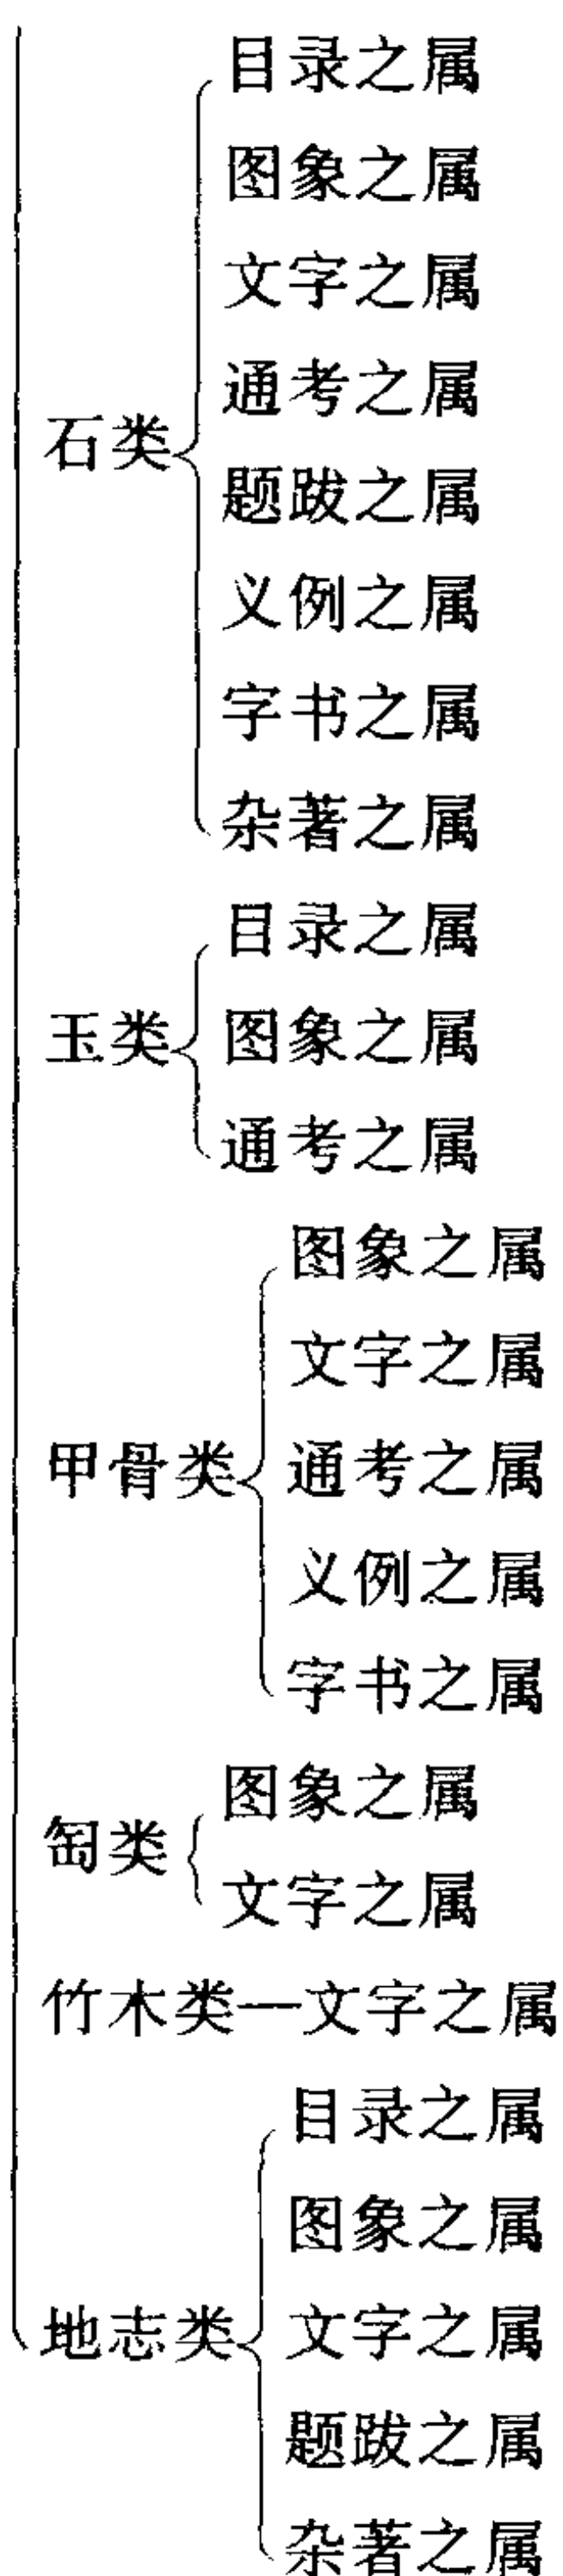 石类
目录之属
图象之属
文字之属
通考之属
题跋之属
义例之属
字书之属
杂著之属
玉类
目录之属
图象之属
通考之属
甲骨类
图象之属
文字之属
通考之属
义例之属
字书之属
匋类
图象之属
文字之属
竹木类—文字之属
地志类
目录之属
图象之属
文字之属
题跋之属
杂著之属